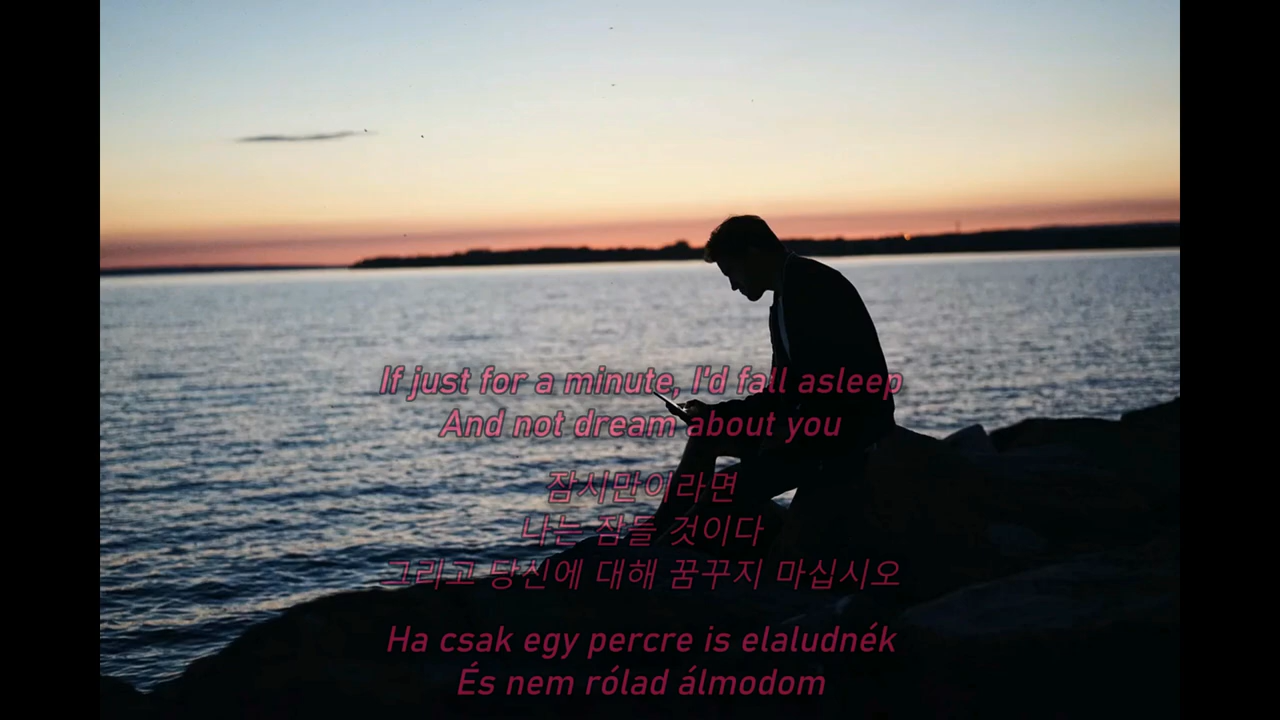 If just for a minute, I'd fall asleep
And not dream about you
잠시만이라면
나는 잠들 것이다
그리고 당신에 대해 꿈꾸지 마십시오
Ha csak egy percre is elaludnék
És nem rólad álmodom